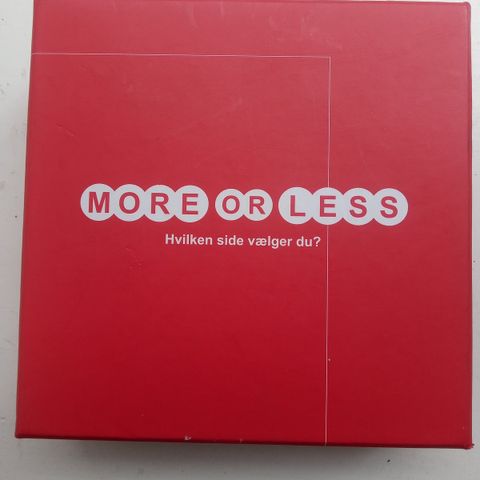 MORE OR LESS
Hvilken side vælger du?